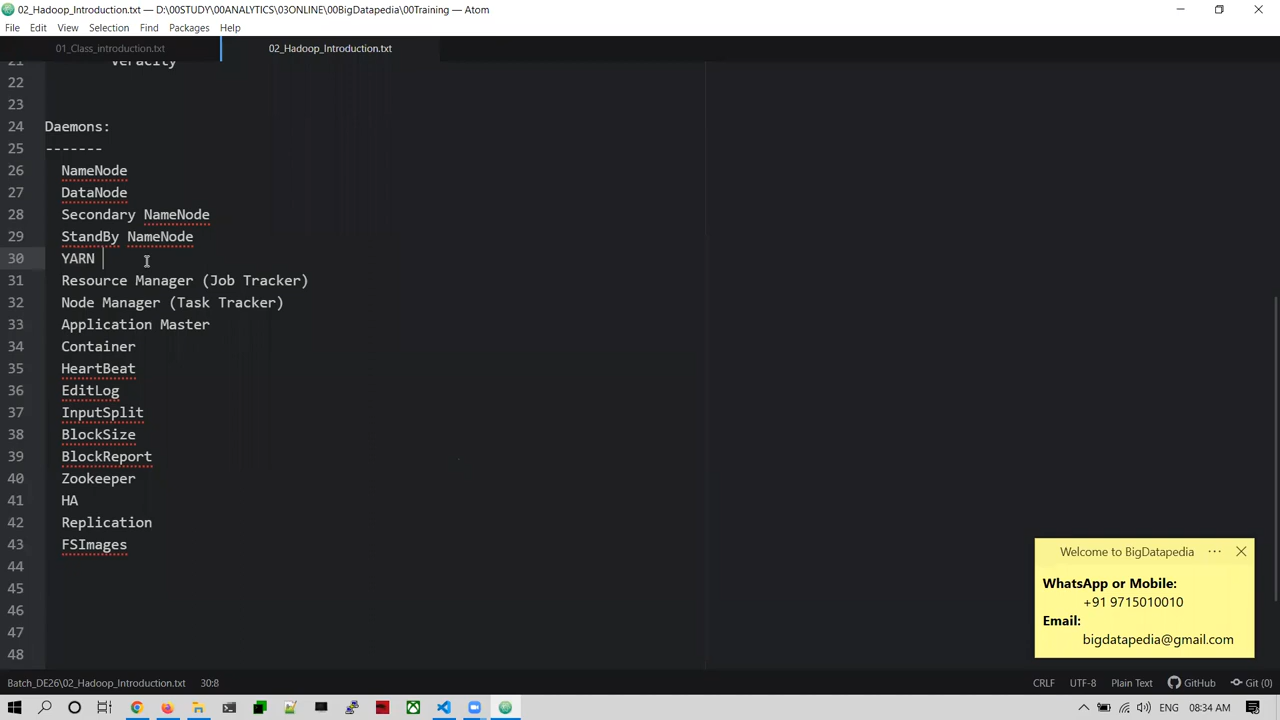 02_Hadoop_Introduction.txt — D:\00STUDY\00ANALYTICS\03ONLINE\00BigDatapedia\00Training — Atom
File Edit View Selection Find Packages Help
01_Class_introduction.txt 02_Hadoop_Introduction.txt
21 Veracity
22
23
24 Daemons:
25 -------
26 NameNode
27 DataNode
28 Secondary NameNode
29 StandBy NameNode
30 YARN
31 Resource Manager (Job Tracker)
32 Node Manager (Task Tracker)
33 Application Master
34 Container
35 HeartBeat
36 EditLog
37 InputSplit
38 BlockSize
39 BlockReport
40 Zookeeper
41 HA
42 Replication
43 FSImages
44
45
46
47
48
Welcome to BigDatapedia ...
WhatsApp or Mobile:
+91 9715010010
Email:
bigdatapedia@gmail.com
Batch_DE26\02_Hadoop_Introduction.txt 30:8 CRLF UTF-8 Plain Text GitHub Git (0)
ENG 08:34 AM